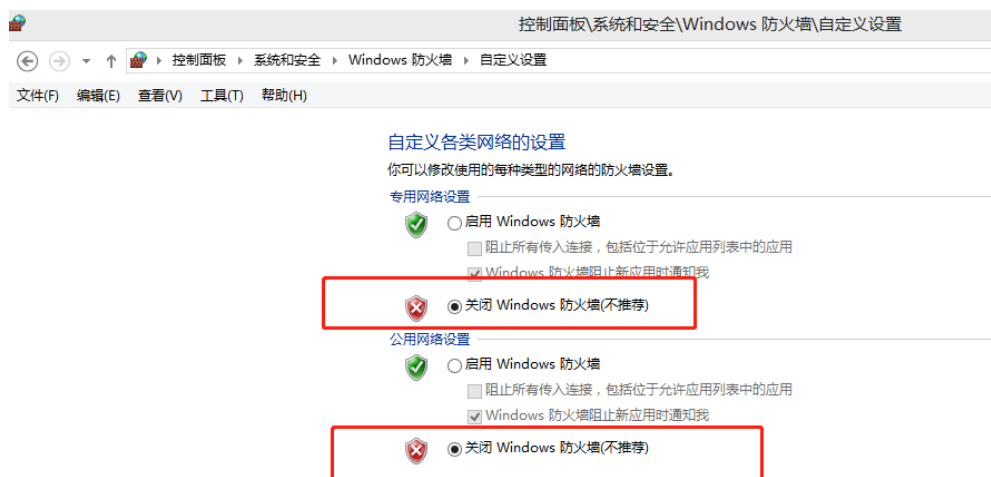 控制面板\系统和安全\Windows 防火墙\自定义设置
控制面板 系统和安全 Windows 防火墙 自定义设置
文件(F) 编辑(E) 查看(V) 工具(T) 帮助(H)
自定义各类网络的设置
你可以修改使用的每种类型的网络的防火墙设置。
专用网络设置
启用 Windows 防火墙
阻止所有传入连接，包括位于允许应用列表中的应用
Windows 防火墙阻止新应用时通知我
关闭 Windows 防火墙(不推荐)
公用网络设置
启用 Windows 防火墙
阻止所有传入连接，包括位于允许应用列表中的应用
Windows 防火墙阻止新应用时通知我
关闭 Windows 防火墙(不推荐)